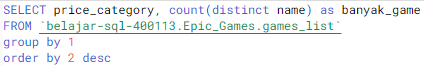 SELECT price_category, count(distinct name) as banyak_game
FROM `belajar-sql-400113.Epic_Games.games_list`
group by 1
order by 2 desc